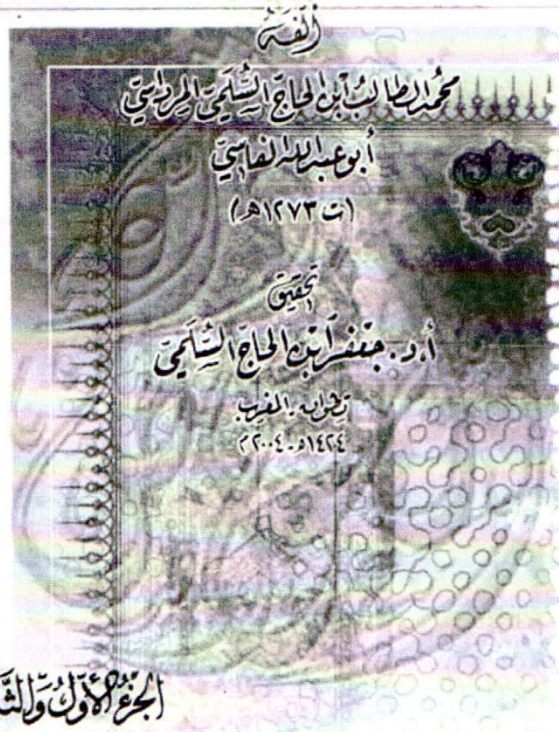 ألفه
محمد الطالب ابن الحاج السلمي المرداسي
أبو عبد الله الفاسي
(ت ١٢٧٣هـ)
تحقيق
أ.د. جعفر ابن الحاج السلمي
تطوان. المغرب
١٤٢٤هـ - ٢٠٠٤م
الجزء الأول والثا